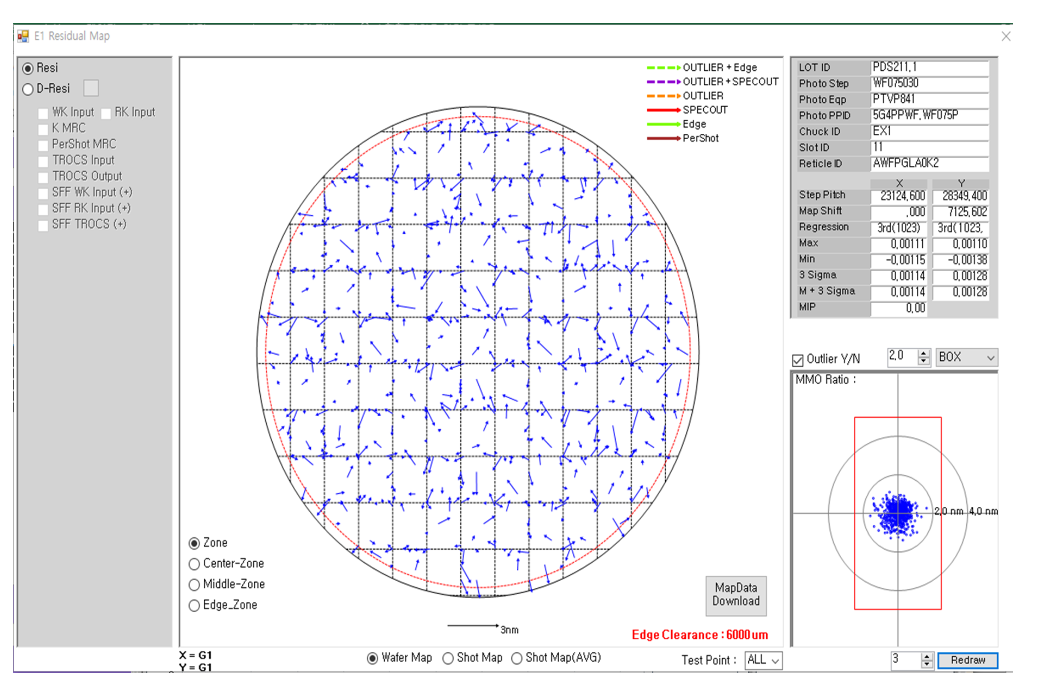 E1 Residual Map
Resi
D-Resi
WK Input RK Input
K MRC
PerShot MRC
TROCS Input
TROCS Output
SFF WK Input (+)
SFF RK Input (+)
SFF TROCS (+)
OUTLIER + Edge
OUTLIER + SPECOUT
OUTLIER
SPECOUT
Edge
PerShot
Zone
Center-Zone
Middle-Zone
Edge_Zone
3nm
MapData
Download
Edge Clearance : 6000 um
X = G1
Y = G1
Wafer Map Shot Map Shot Map(AVG)
Test Point : ALL
LOT ID PDS211,1
Photo Step WF075030
Photo Eqp PTVP841
Photo PPID 5G4PPWF,WF075P
Chuck ID EX1
Slot ID 11
Reticle ID AWFPGLA0K2
X Y
Step Pitch 23124,600 28349,400
Map Shift ,000 7125,602
Regression 3rd(1023) 3rd(1023,
Max 0,00111 0,00110
Min -0,00115 -0,00138
3 Sigma 0,00114 0,00128
M + 3 Sigma 0,00114 0,00128
MIP 0,00
Outlier Y/N 2,0 BOX
MMO Ratio :
2,0 nm 4,0 nm
3 Redraw